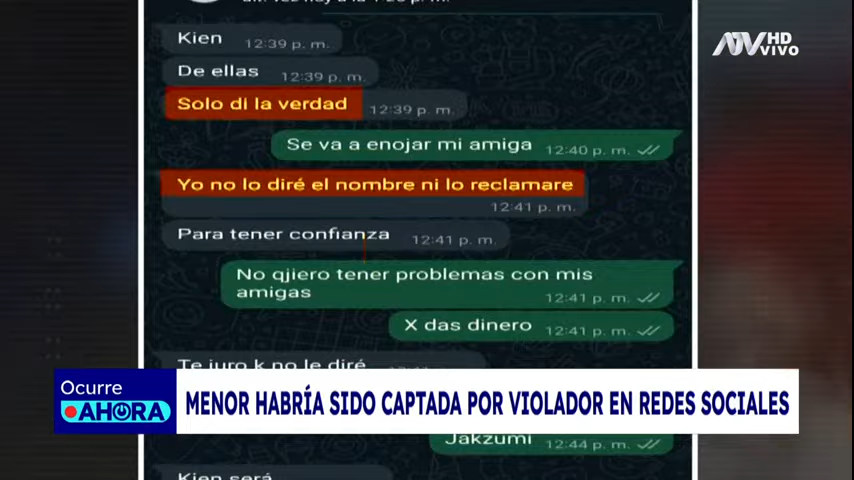 Kien 12:39 p. m.
De ellas 12:39 p. m.
Solo di la verdad 12:39 p. m.
Se va a enojar mi amiga 12:40 p. m.
Yo no lo diré el nombre ni lo reclamare
12:41 p. m.
Para tener confianza 12:41 p. m.
No qjiero tener problemas con mis
amigas 12:41 p. m.
X das dinero 12:41 p. m.
Te juro k no le diré
Ocurre
AHORA
MENOR HABRÍA SIDO CAPTADA POR VIOLADOR EN REDES SOCIALES
Jakzumi 12:44 p. m.
Kien será
ATV HD
VIVO